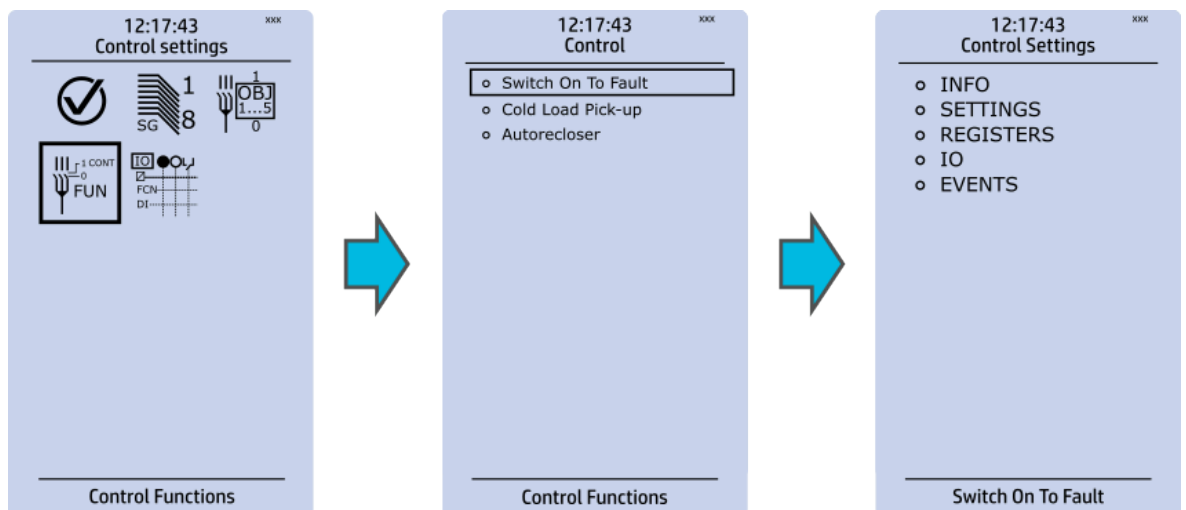 12:17:43 xxx
Control settings
1
SG 8
1
OBJ
1...5
0
1 CONT
0
FUN
IO
FCN
DI
Control Functions
12:17:43 xxx
Control
Switch On To Fault
Cold Load Pick-up
Autorecloser
Control Functions
12:17:43 xxx
Control Settings
INFO
SETTINGS
REGISTERS
IO
EVENTS
Switch On To Fault